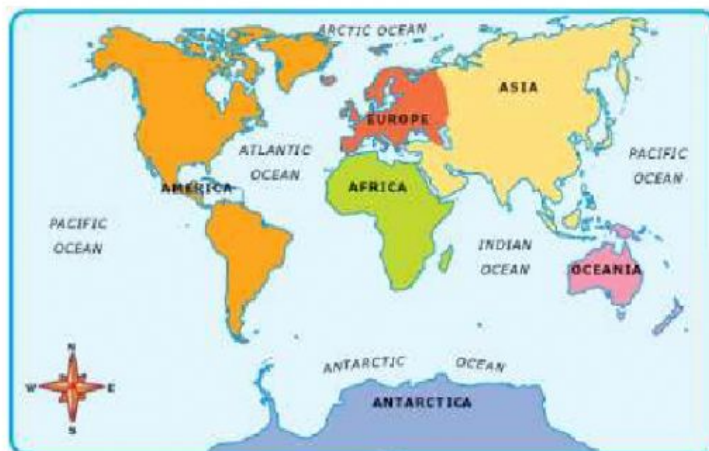 ARCTIC OCEAN
ASIA
EUROPE
ATLANTIC
OCEAN
PACIFIC
OCEAN
AMERICA
AFRICA
PACIFIC
OCEAN
INDIAN
OCEAN
OCEANIA
ANTARCTIC OCEAN
ANTARCTICA
N
W E
S